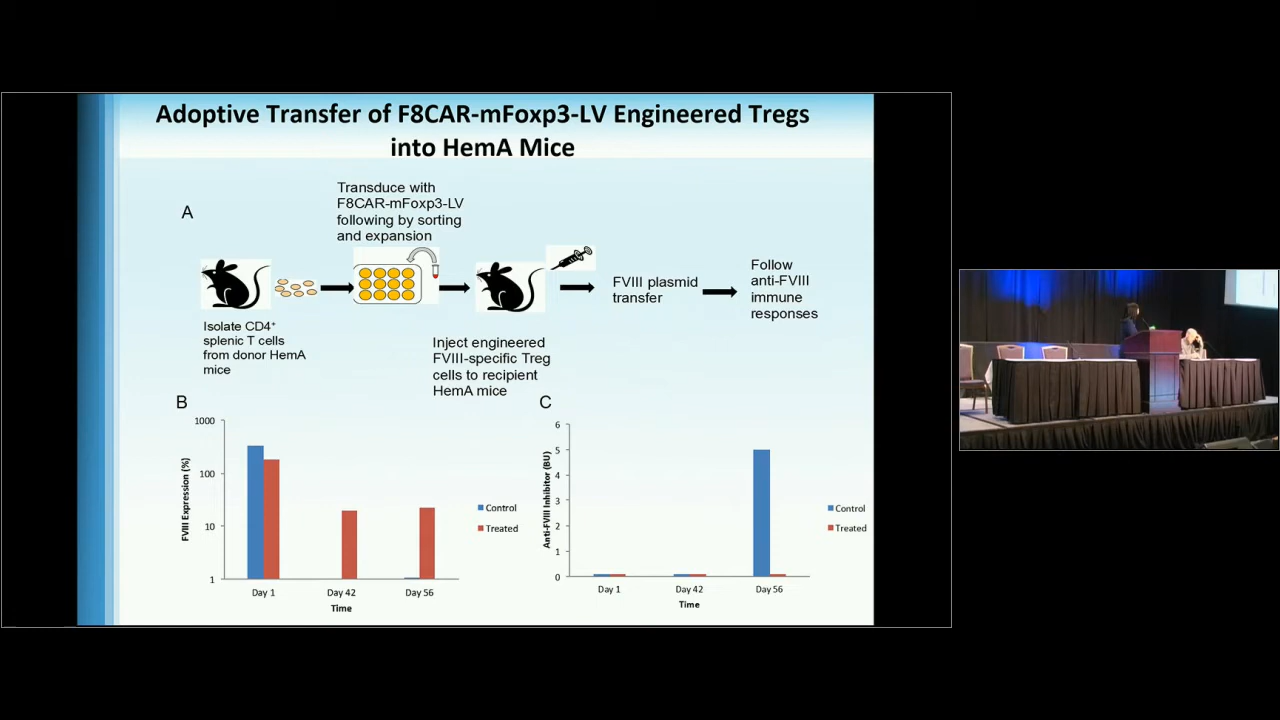 Adoptive Transfer of F8CAR-mFoxp3-LV Engineered Tregs
into HemA Mice
A
Transduce with
F8CAR-mFoxp3-LV
following by sorting
and expansion
Isolate CD4⁺
splenic T cells
from donor HemA
mice
Inject engineered
FVIII-specific Treg
cells to recipient
HemA mice
FVIII plasmid
transfer
Follow
anti-FVIII
immune
responses
B
FVIII Expression (%)
1000
100
10
1
Day 1
Day 42
Day 56
Time
Control
Treated
C
Anti-FVIII Inhibitor (BU)
6
5
4
3
2
1
0
Day 1
Day 42
Day 56
Time
Control
Treated